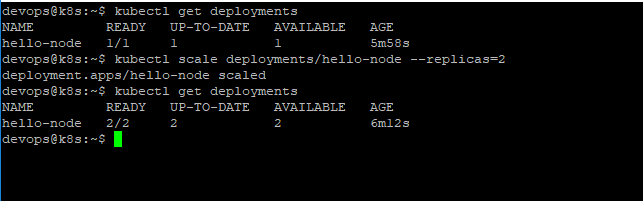 devops@k8s:~$ kubectl get deployments
NAME READY UP-TO-DATE AVAILABLE AGE
hello-node 1/1 1 1 5m58s
devops@k8s:~$ kubectl scale deployments/hello-node --replicas=2
deployment.apps/hello-node scaled
devops@k8s:~$ kubectl get deployments
NAME READY UP-TO-DATE AVAILABLE AGE
hello-node 2/2 2 2 6m12s
devops@k8s:~$